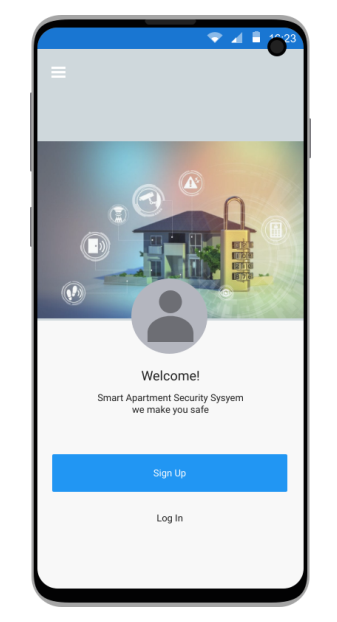 Welcome!
Smart Apartment Security Sysyem
we make you safe
Sign Up
Log In